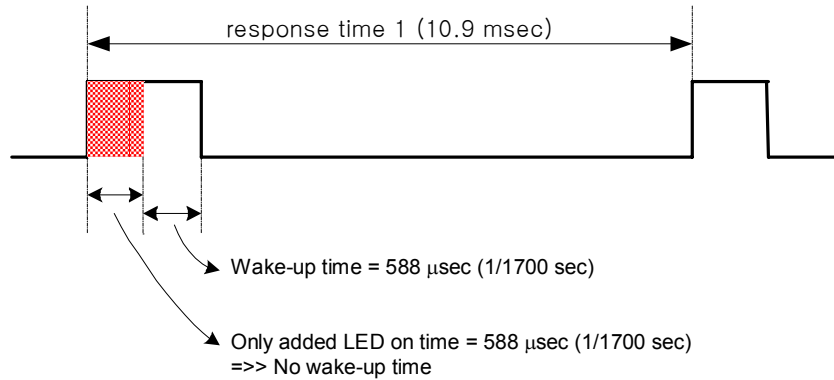 response time 1 (10.9 msec)
Wake-up time = 588 μsec (1/1700 sec)
Only added LED on time = 588 μsec (1/1700 sec)
=>> No wake-up time